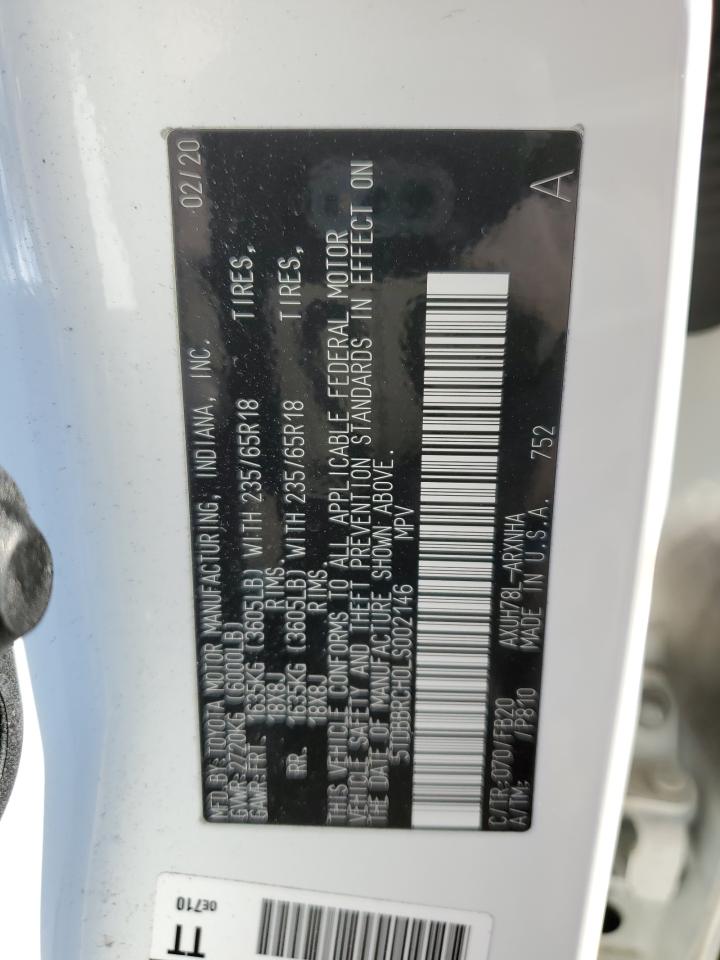 MFD BY: TOYOTA MOTOR MANUFACTURING, INDIANA, INC. 02/20
GVWR: 2720KG (6000LB)
GAWR: FRT. 1635KG (3605LB) WITH 235/65R18 TIRES,
18X8J RIMS.
RR. 1635KG (3605LB) WITH 235/65R18 TIRES,
18X8J RIMS.
THIS VEHICLE CONFORMS TO ALL APPLICABLE FEDERAL MOTOR
VEHICLE SAFETY AND THEFT PREVENTION STANDARDS IN EFFECT ON
THE DATE OF MANUFACTURE SHOWN ABOVE.
5TDBBRCH0LS002146 MPV
C/TR: 070/FB20 AXUH78L-ARXNHA
A/TM: /P810 MADE IN U.S.A. 752 A
0E710
TT